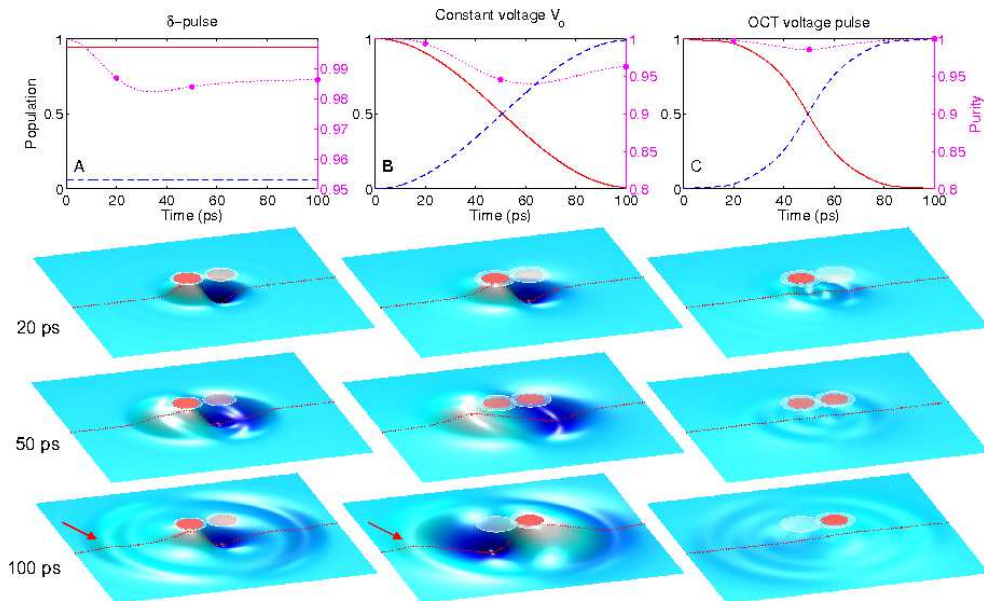 δ-pulse
Constant voltage V₀
OCT voltage pulse
Population
1
0.5
0
A
0.99
0.98
0.97
0.96
0.95
0 20 40 60 80 100
Time (ps)
1
0.5
0
B
1
0.95
0.9
0.85
0.8
0 20 40 60 80 100
Time (ps)
1
0.5
0
C
1
0.95
0.9
0.85
0.8
Purity
0 20 40 60 80 100
Time (ps)
20 ps
50 ps
100 ps